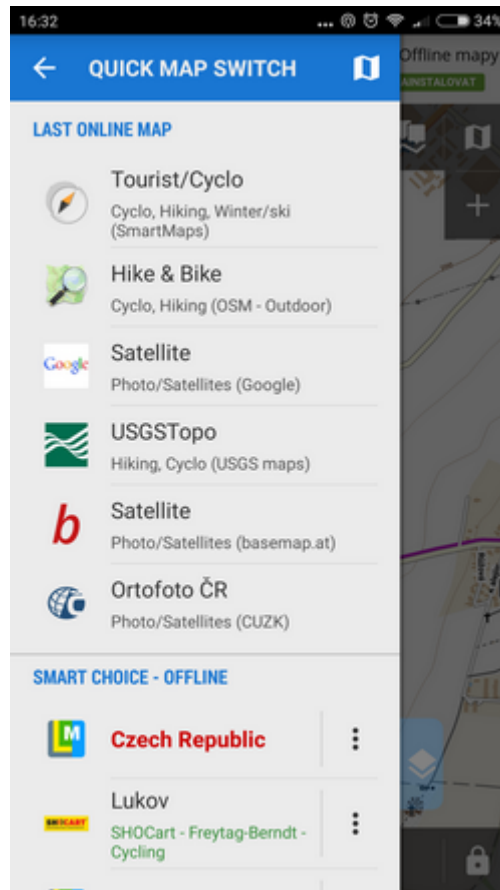 16:32
34%
QUICK MAP SWITCH
Offline mapy
LAST ONLINE MAP
Tourist/Cyclo
Cyclo, Hiking, Winter/ski
(SmartMaps)
Hike & Bike
Cyclo, Hiking (OSM - Outdoor)
Google
Satellite
Photo/Satellites (Google)
USGSTopo
Hiking, Cyclo (USGS maps)
b
Satellite
Photo/Satellites (basemap.at)
Ortofoto ČR
Photo/Satellites (CUZK)
SMART CHOICE - OFFLINE
LM
Czech Republic
SHOCART
Lukov
SHOCart - Freytag-Berndt -
Cycling